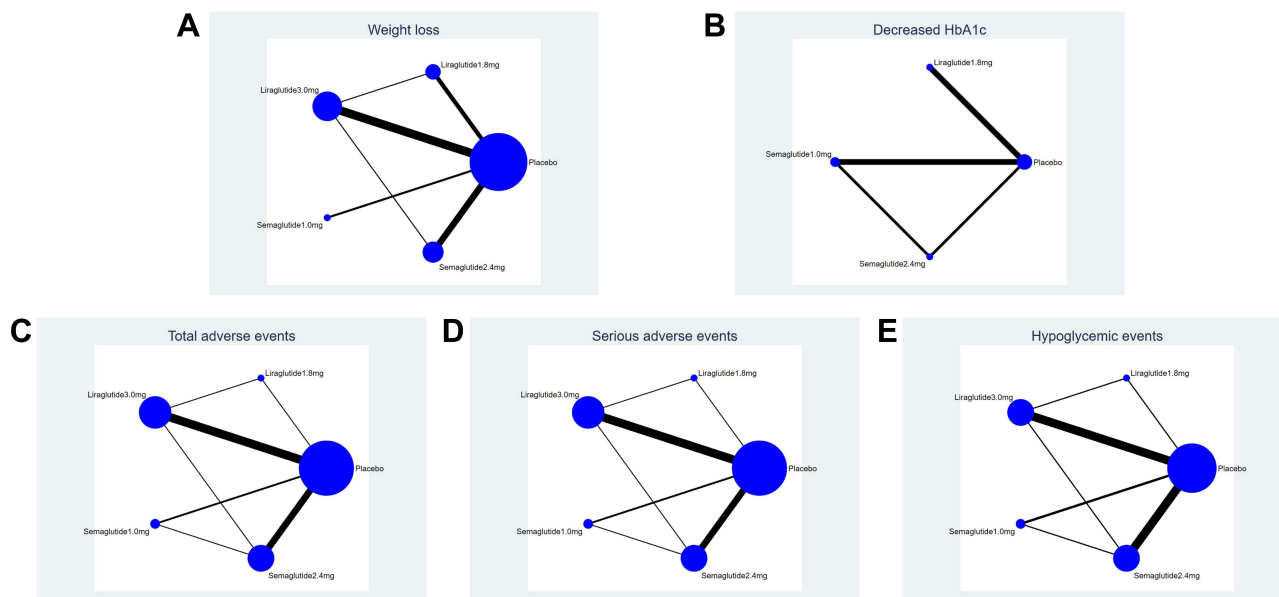 A
Weight loss
Liraglutide1.8mg
Liraglutide3.0mg
Placebo
Semaglutide1.0mg
Semaglutide2.4mg
B
Decreased HbA1c
Liraglutide1.8mg
Semaglutide1.0mg
Placebo
Semaglutide2.4mg
C
Total adverse events
Liraglutide1.8mg
Liraglutide3.0mg
Placebo
Semaglutide1.0mg
Semaglutide2.4mg
D
Serious adverse events
Liraglutide1.8mg
Liraglutide3.0mg
Placebo
Semaglutide1.0mg
Semaglutide2.4mg
E
Hypoglycemic events
Liraglutide1.8mg
Liraglutide3.0mg
Placebo
Semaglutide1.0mg
Semaglutide2.4mg